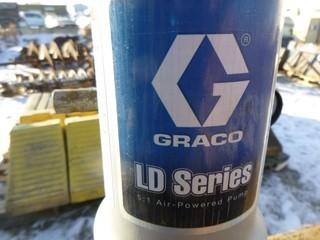 ®
GRACO
LD Series
5:1 Air-Powered Pump